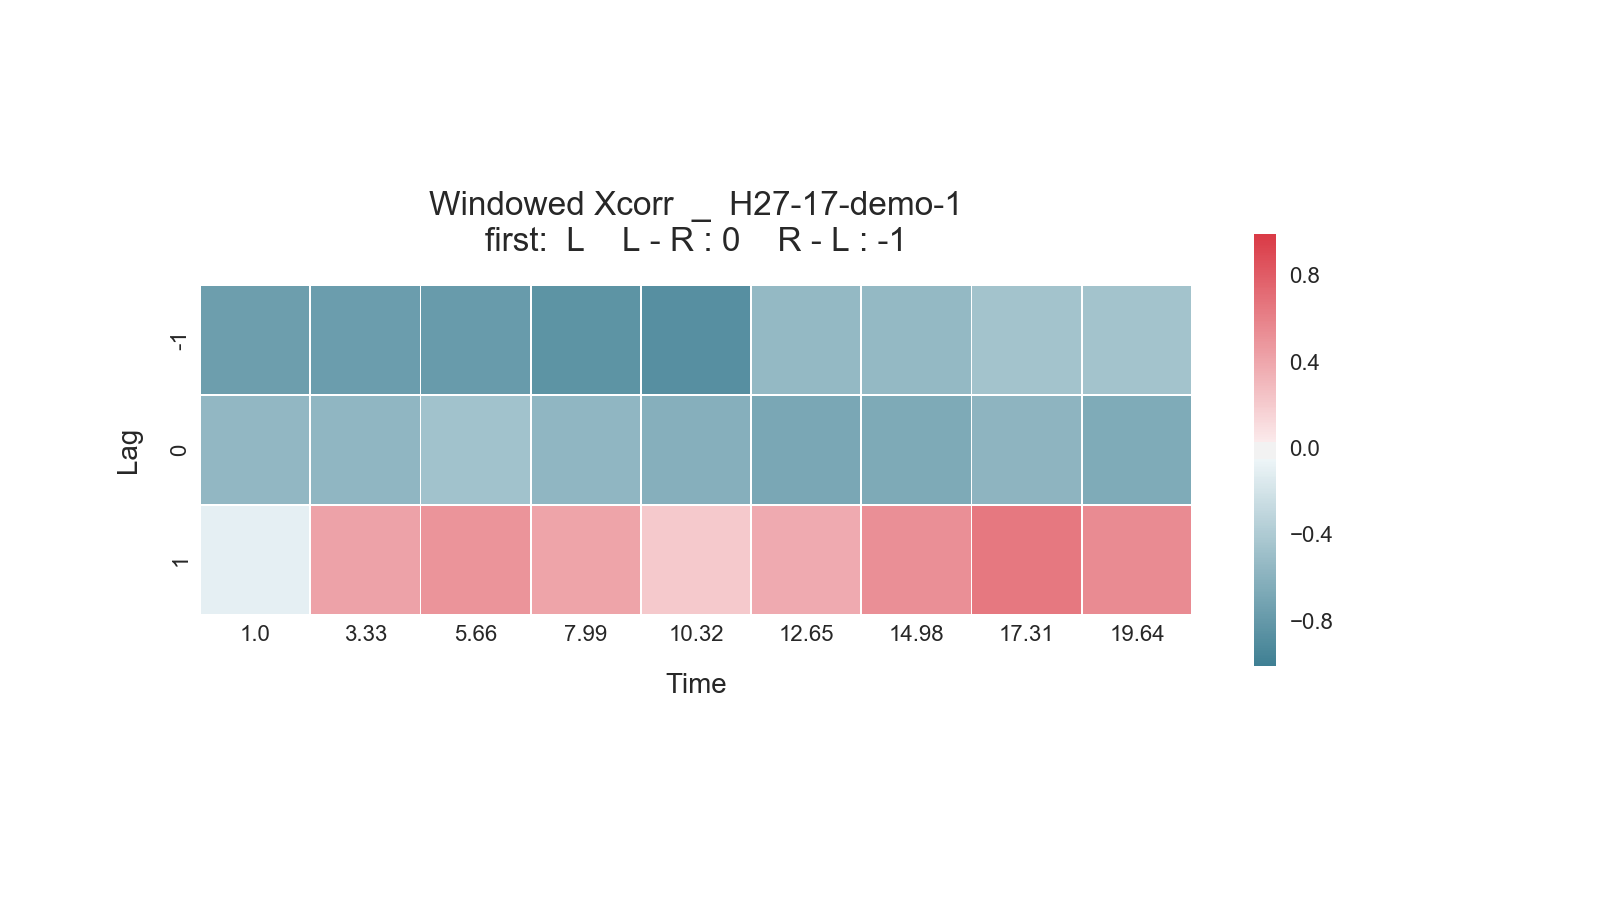 Windowed Xcorr _ H27-17-demo-1
first: L L - R : 0 R - L : -1
0.8
0.4
0.0
−0.4
−0.8
Lag
-1
0
1
1.0 3.33 5.66 7.99 10.32 12.65 14.98 17.31 19.64
Time